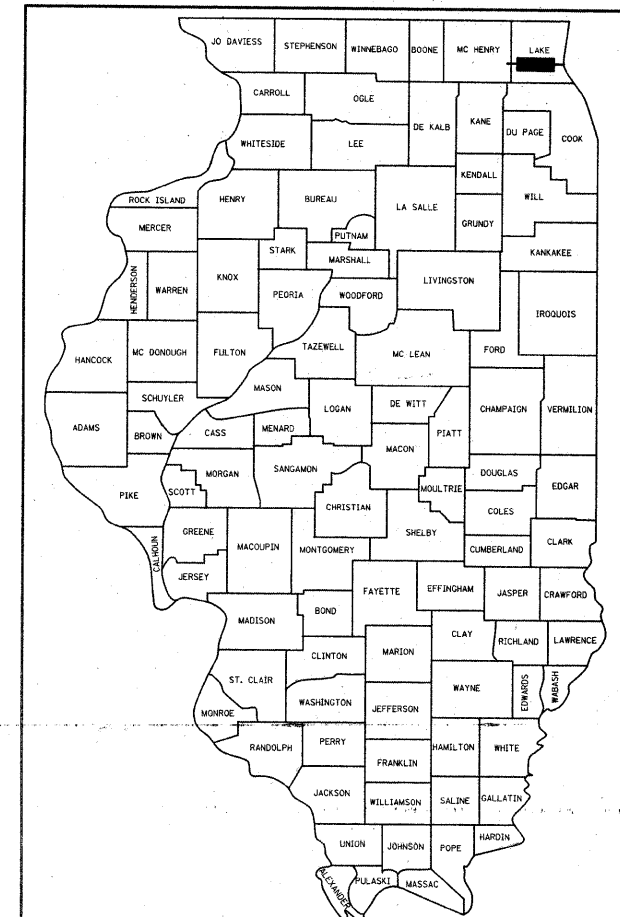 JO DAVIESS
STEPHENSON
WINNEBAGO
BOONE
MC HENRY
LAKE
CARROLL
OGLE
DE KALB
KANE
DU PAGE
COOK
WHITESIDE
LEE
KENDALL
WILL
ROCK ISLAND
HENRY
BUREAU
LA SALLE
GRUNDY
MERCER
PUTNAM
STARK
MARSHALL
KANKAKEE
HENDERSON
WARREN
KNOX
PEORIA
WOODFORD
LIVINGSTON
IROQUOIS
HANCOCK
MC DONOUGH
FULTON
TAZEWELL
MC LEAN
FORD
SCHUYLER
MASON
LOGAN
DE WITT
CHAMPAIGN
VERMILION
ADAMS
BROWN
CASS
MENARD
MACON
PIATT
PIKE
SCOTT
MORGAN
SANGAMON
CHRISTIAN
MOULTRIE
DOUGLAS
EDGAR
COLES
CALHOUN
GREENE
MACOUPIN
MONTGOMERY
SHELBY
CUMBERLAND
CLARK
JERSEY
FAYETTE
EFFINGHAM
JASPER
CRAWFORD
MADISON
BOND
CLAY
RICHLAND
LAWRENCE
CLINTON
MARION
ST. CLAIR
WAYNE
EDWARDS
WABASH
MONROE
WASHINGTON
JEFFERSON
RANDOLPH
PERRY
HAMILTON
WHITE
FRANKLIN
JACKSON
WILLIAMSON
SALINE
GALLATIN
UNION
JOHNSON
POPE
HARDIN
ALEXANDER
PULASKI
MASSAC